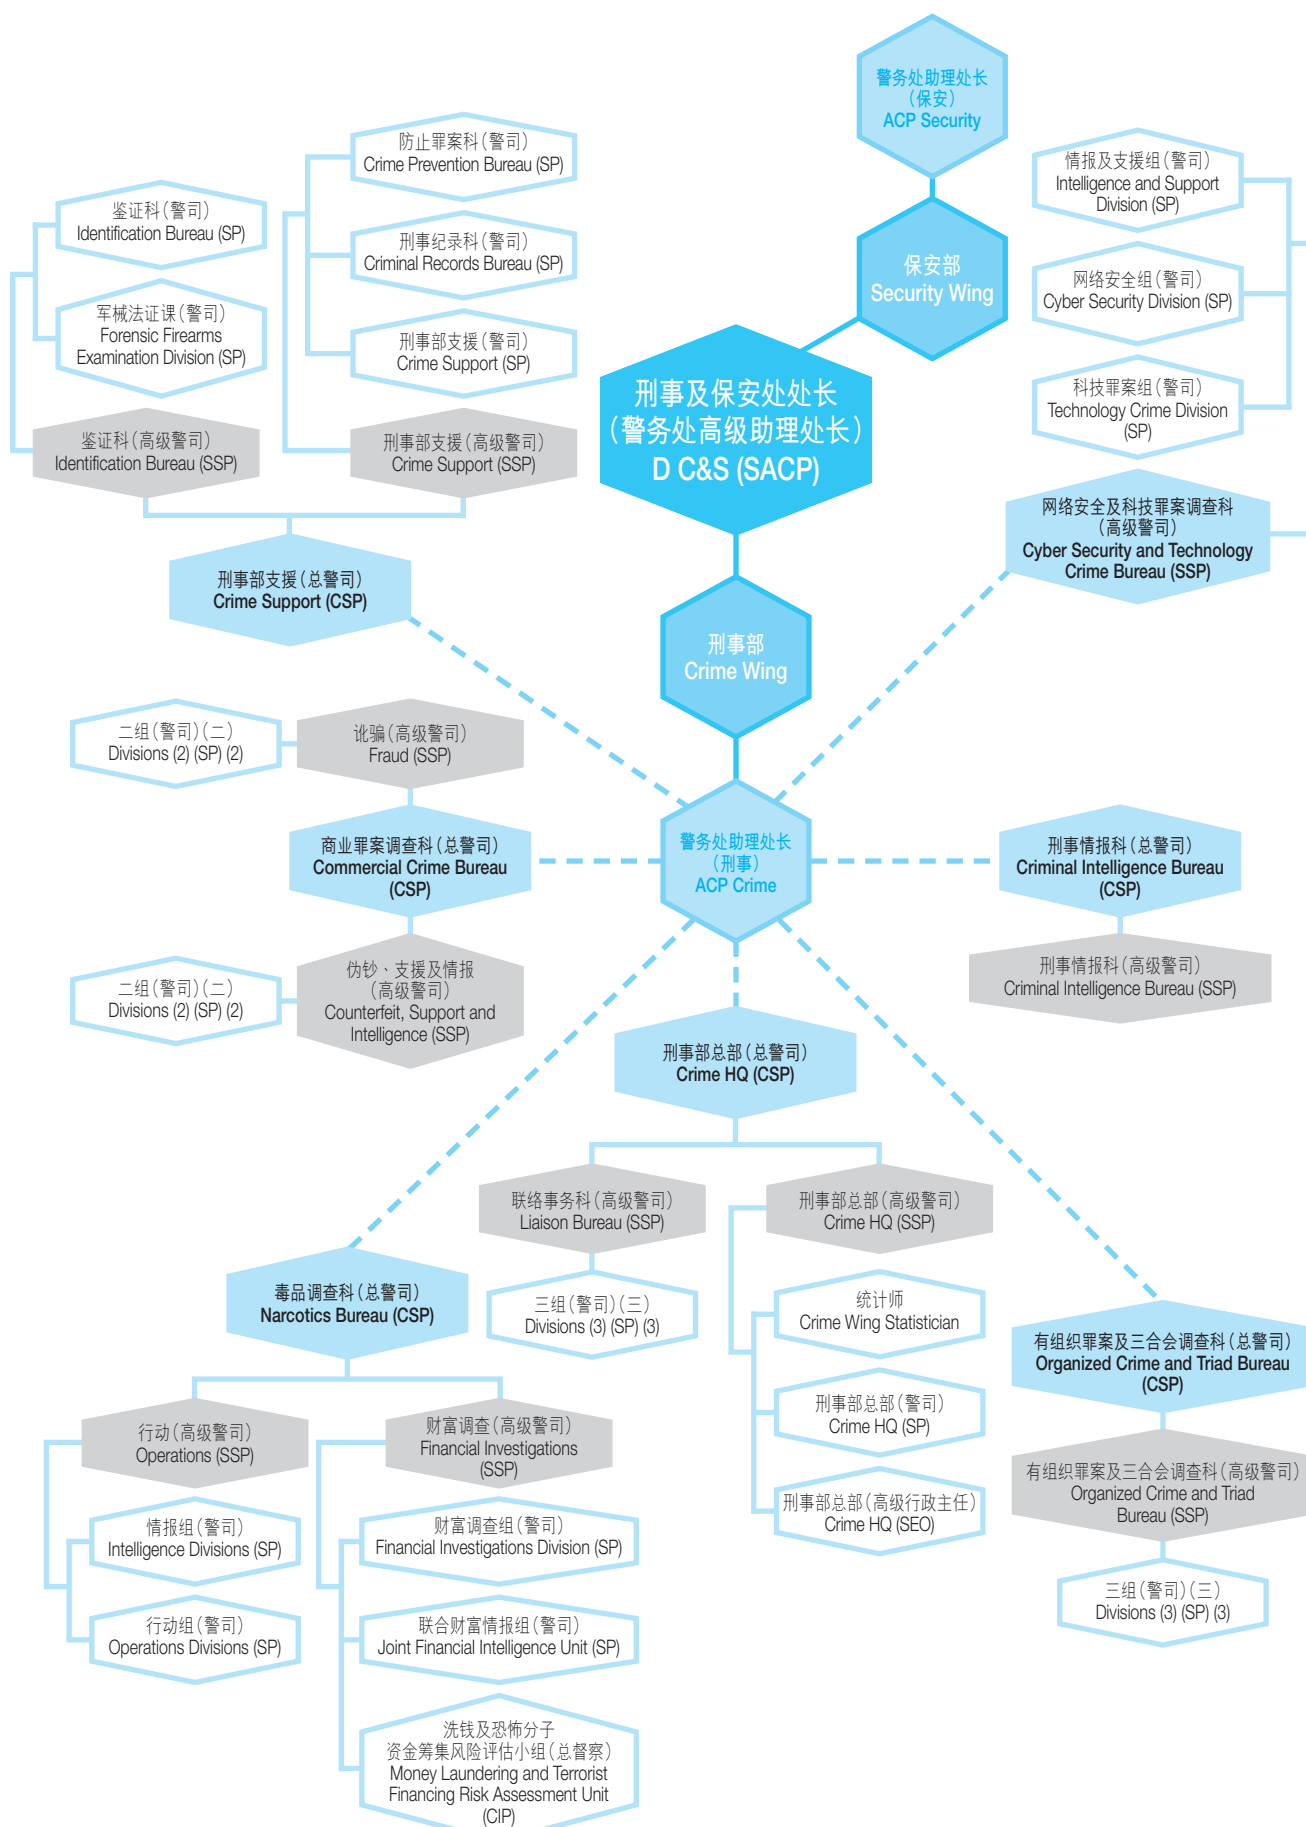 警务处助理处长
（保安）
ACP Security
保安部
Security Wing
刑事及保安处处长
（警务处高级助理处长）
D C&S (SACP)
刑事部
Crime Wing
警务处助理处长
（刑事）
ACP Crime
防止罪案科（警司）
Crime Prevention Bureau (SP)
刑事纪录科（警司）
Criminal Records Bureau (SP)
刑事部支援（警司）
Crime Support (SP)
刑事部支援（高级警司）
Crime Support (SSP)
鉴证科（警司）
Identification Bureau (SP)
军械法证课（警司）
Forensic Firearms
Examination Division (SP)
鉴证科（高级警司）
Identification Bureau (SSP)
刑事部支援（总警司）
Crime Support (CSP)
情报及支援组（警司）
Intelligence and Support
Division (SP)
网络安全组（警司）
Cyber Security Division (SP)
科技罪案组（警司）
Technology Crime Division
(SP)
网络安全及科技罪案调查科
（高级警司）
Cyber Security and Technology
Crime Bureau (SSP)
二组（警司）（二）
Divisions (2) (SP) (2)
讹骗（高级警司）
Fraud (SSP)
商业罪案调查科（总警司）
Commercial Crime Bureau
(CSP)
二组（警司）（二）
Divisions (2) (SP) (2)
伪钞、支援及情报
（高级警司）
Counterfeit, Support and
Intelligence (SSP)
刑事情报科（总警司）
Criminal Intelligence Bureau
(CSP)
刑事情报科（高级警司）
Criminal Intelligence Bureau (SSP)
刑事部总部（总警司）
Crime HQ (CSP)
联络事务科（高级警司）
Liaison Bureau (SSP)
三组（警司）（三）
Divisions (3) (SP) (3)
刑事部总部（高级警司）
Crime HQ (SSP)
统计师
Crime Wing Statistician
刑事部总部（警司）
Crime HQ (SP)
刑事部总部（高级行政主任）
Crime HQ (SEO)
毒品调查科（总警司）
Narcotics Bureau (CSP)
行动（高级警司）
Operations (SSP)
情报组（警司）
Intelligence Divisions (SP)
行动组（警司）
Operations Divisions (SP)
财富调查（高级警司）
Financial Investigations
(SSP)
财富调查组（警司）
Financial Investigations Division (SP)
联合财富情报组（警司）
Joint Financial Intelligence Unit (SP)
洗钱及恐怖分子
资金筹集风险评估小组（总督察）
Money Laundering and Terrorist
Financing Risk Assessment Unit
(CIP)
有组织罪案及三合会调查科（总警司）
Organized Crime and Triad Bureau
(CSP)
有组织罪案及三合会调查科（高级警司）
Organized Crime and Triad
Bureau (SSP)
三组（警司）（三）
Divisions (3) (SP) (3)